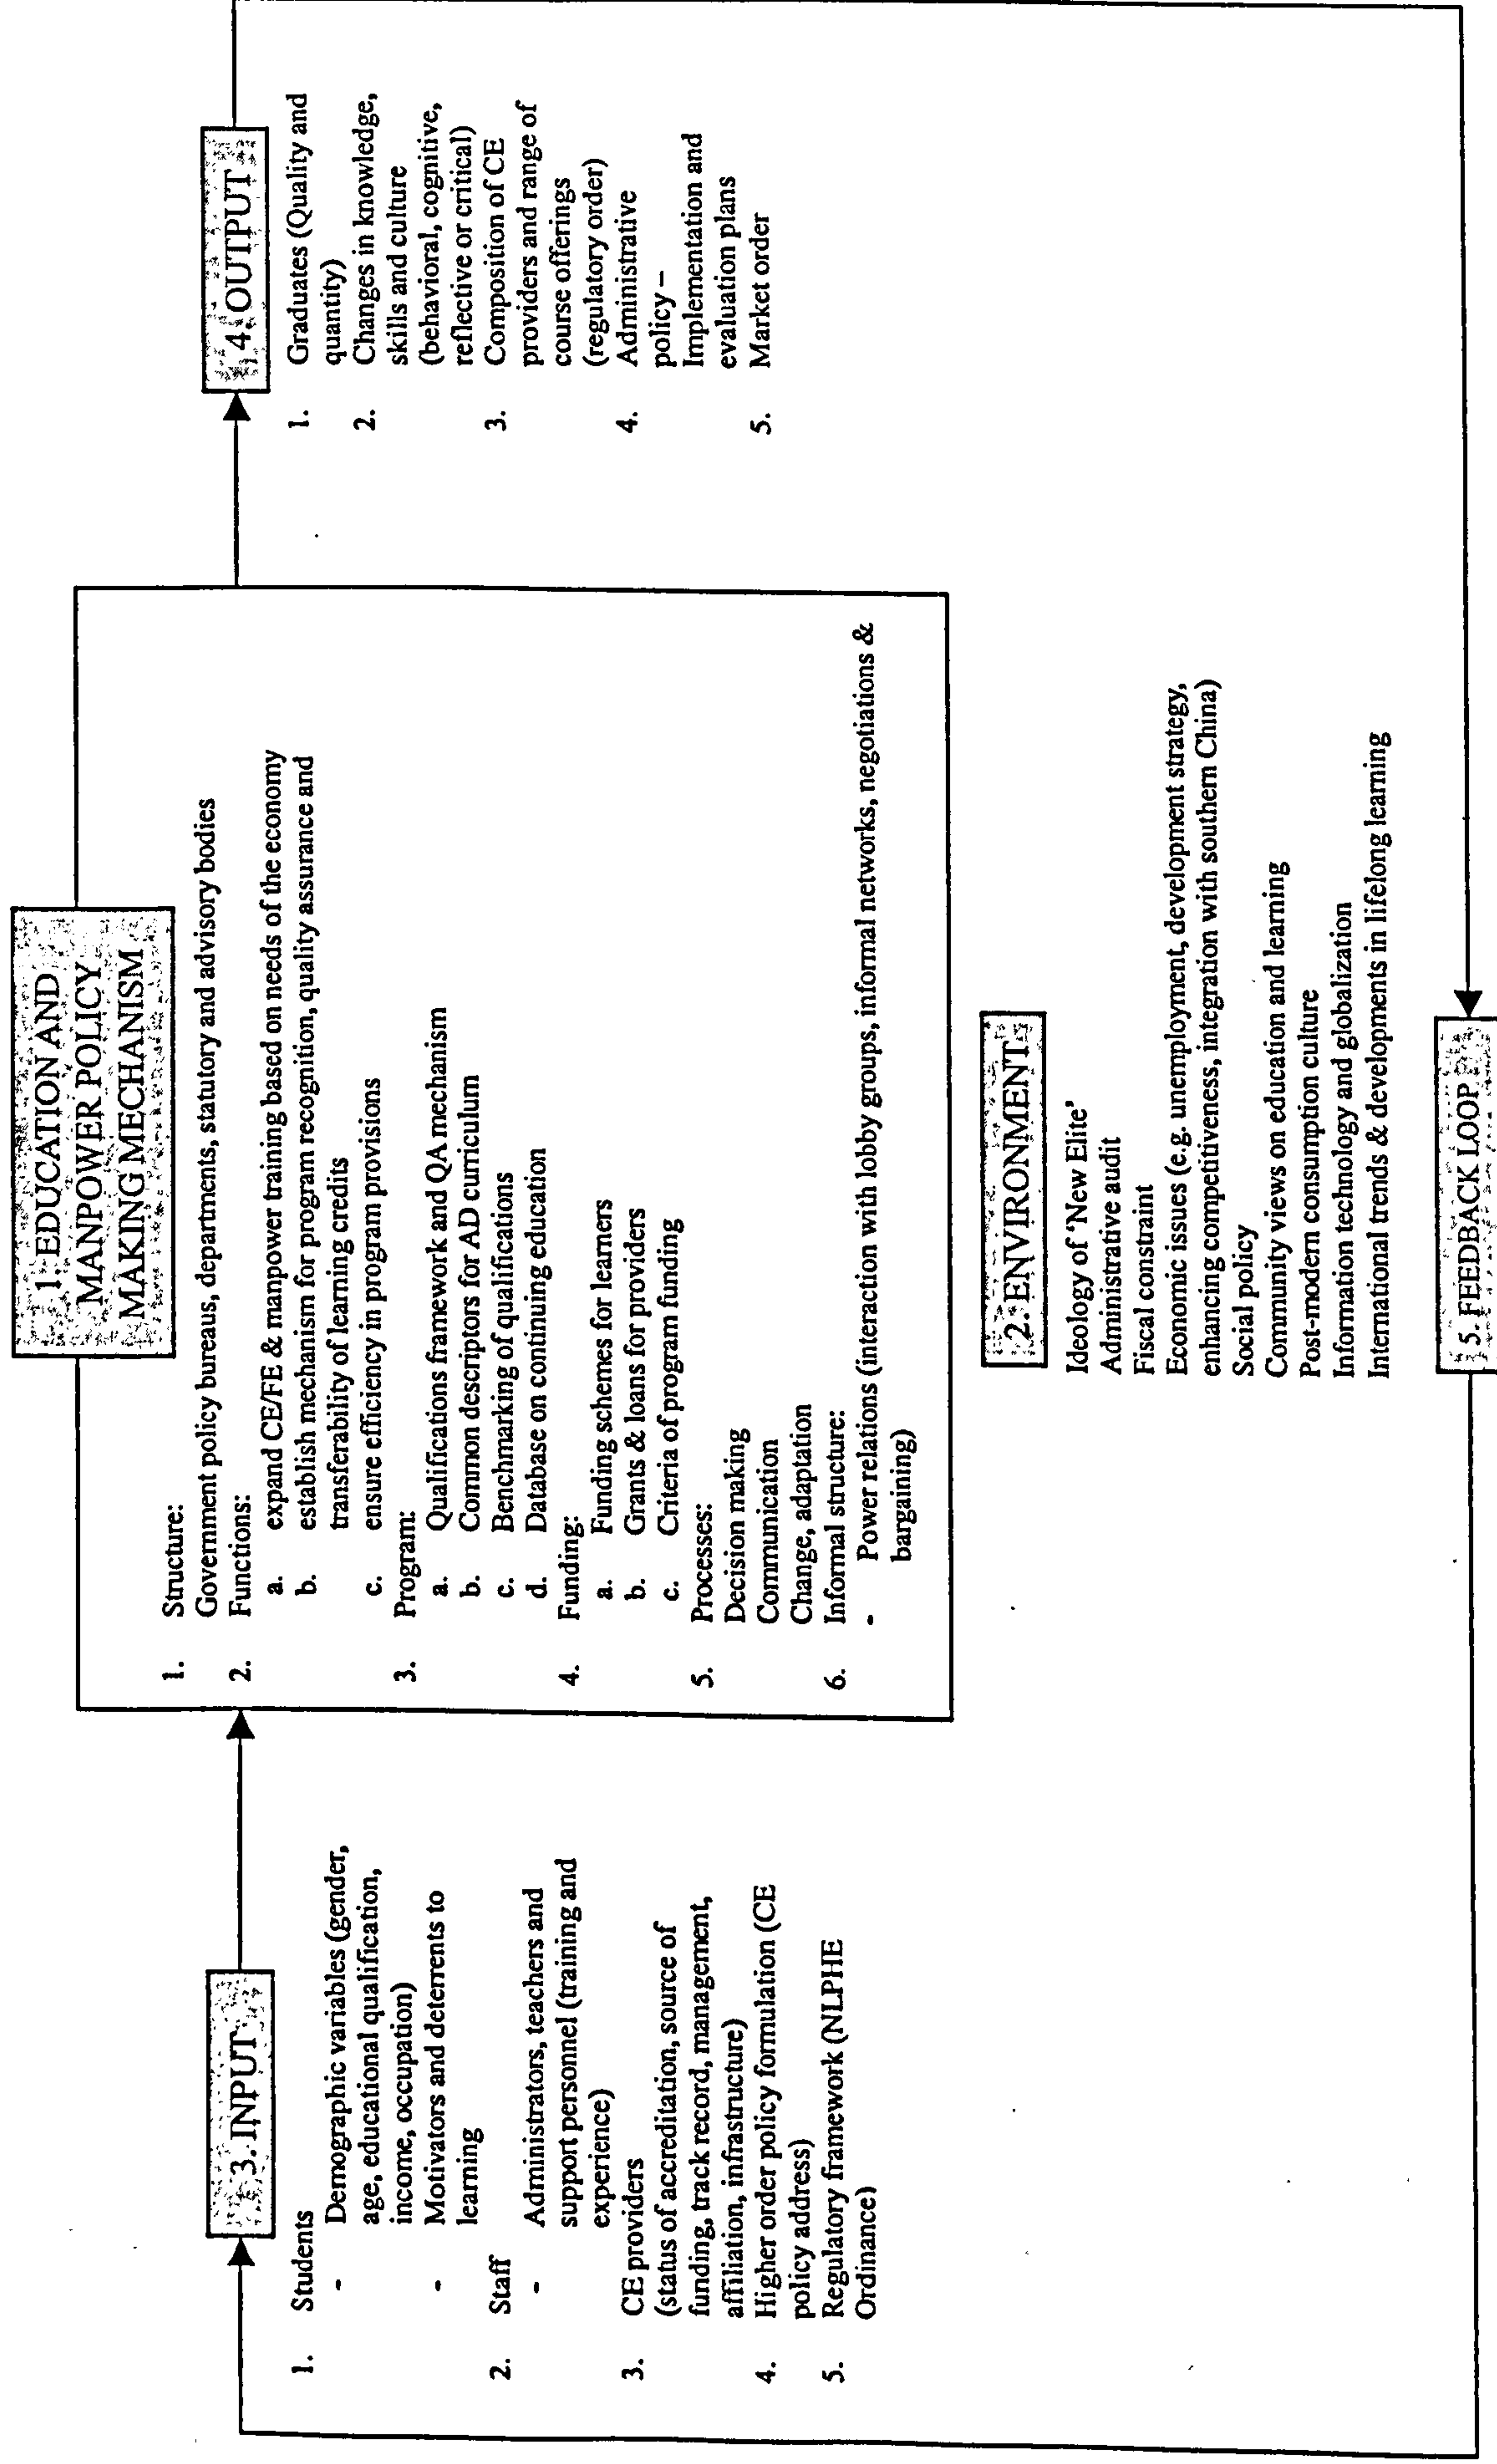 1. EDUCATION AND
MANPOWER POLICY
MAKING MECHANISM
1. Structure:
Government policy bureaus, departments, statutory and advisory bodies
2. Functions:
a. expand CE/FE & manpower training based on needs of the economy
b. establish mechanism for program recognition, quality assurance and
transferability of learning credits
c. ensure efficiency in program provisions
3. Program:
a. Qualifications framework and QA mechanism
b. Common descriptors for AD curriculum
c. Benchmarking of qualifications
d. Database on continuing education
4. Funding:
a. Funding schemes for learners
b. Grants & loans for providers
c. Criteria of program funding
5. Processes:
Decision making
Communication
Change, adaptation
6. Informal structure:
- Power relations (interaction with lobby groups, informal networks, negotiations &
bargaining)
2. ENVIRONMENT
Ideology of 'New Elite'
Administrative audit
Fiscal constraint
Economic issues (e.g. unemployment, development strategy,
enhancing competitiveness, integration with southern China)
Social policy
Community views on education and learning
Post-modern consumption culture
Information technology and globalization
International trends & developments in lifelong learning
3. INPUT
1. Students
- Demographic variables (gender,
age, educational qualification,
income, occupation)
- Motivators and deterrents to
learning
2. Staff
- Administrators, teachers and
support personnel (training and
experience)
3. CE providers
(status of accreditation, source of
funding, track record, management,
affiliation, infrastructure)
4. Higher order policy formulation (CE
policy address)
5. Regulatory framework (NLPHE
Ordinance)
4. OUTPUT
1. Graduates (Quality and
quantity)
2. Changes in knowledge,
skills and culture
(behavioral, cognitive,
reflective or critical)
3. Composition of CE
providers and range of
course offerings
(regulatory order)
4. Administrative
policy –
Implementation and
evaluation plans
5. Market order
5. FEEDBACK LOOP